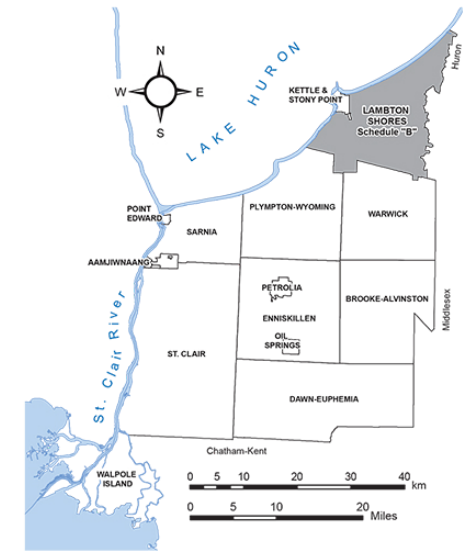 N
W E
S
LAKE HURON
Huron
KETTLE &
STONY POINT
LAMBTON
SHORES
Schedule "B"
POINT
EDWARD
SARNIA
PLYMPTON-WYOMING
WARWICK
AAMJIWNAANG
PETROLIA
BROOKE-ALVINSTON
Middlesex
ENNISKILLEN
OIL
SPRINGS
St. Clair River
ST. CLAIR
DAWN-EUPHEMIA
Chatham-Kent
WALPOLE
ISLAND
0 5 10 20 30 40
km
0 5 10 20
Miles